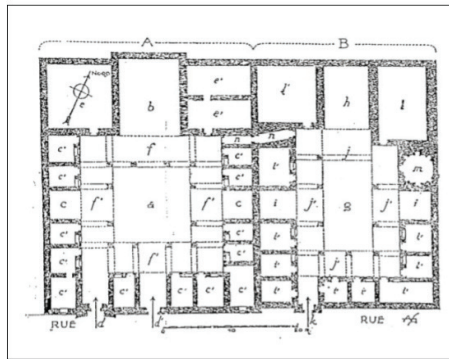 A B
NORD
e b e' l' h l
e'
n n
c' f j m
c' c' l'
c f' a f' c i j' g j' i
c' c' l' l'
c' f' c' l' j' l'
c' c' c' c' c' l' l' l' l'
RUE d d' k RUE